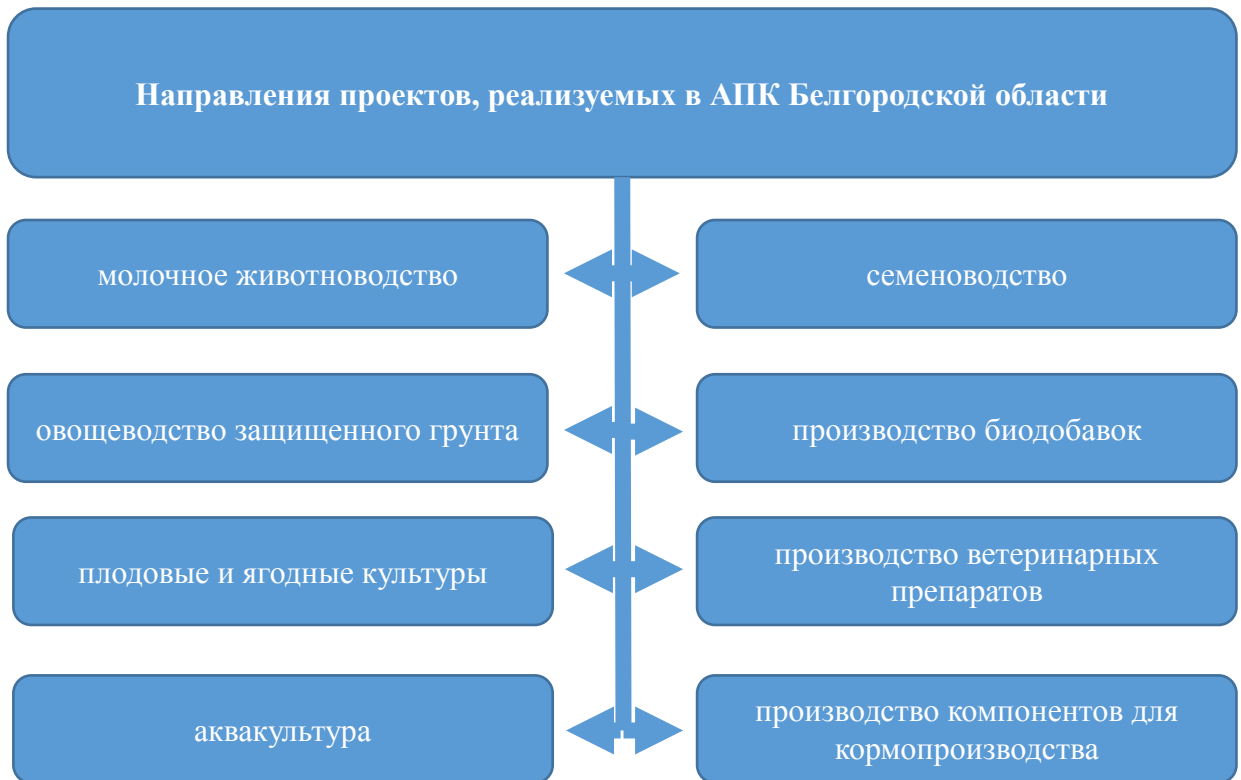 Направления проектов, реализуемых в АПК Белгородской области
молочное животноводство
семеноводство
овощеводство защищенного грунта
производство биодобавок
плодовые и ягодные культуры
производство ветеринарных
препаратов
аквакультура
производство компонентов для
кормопроизводства